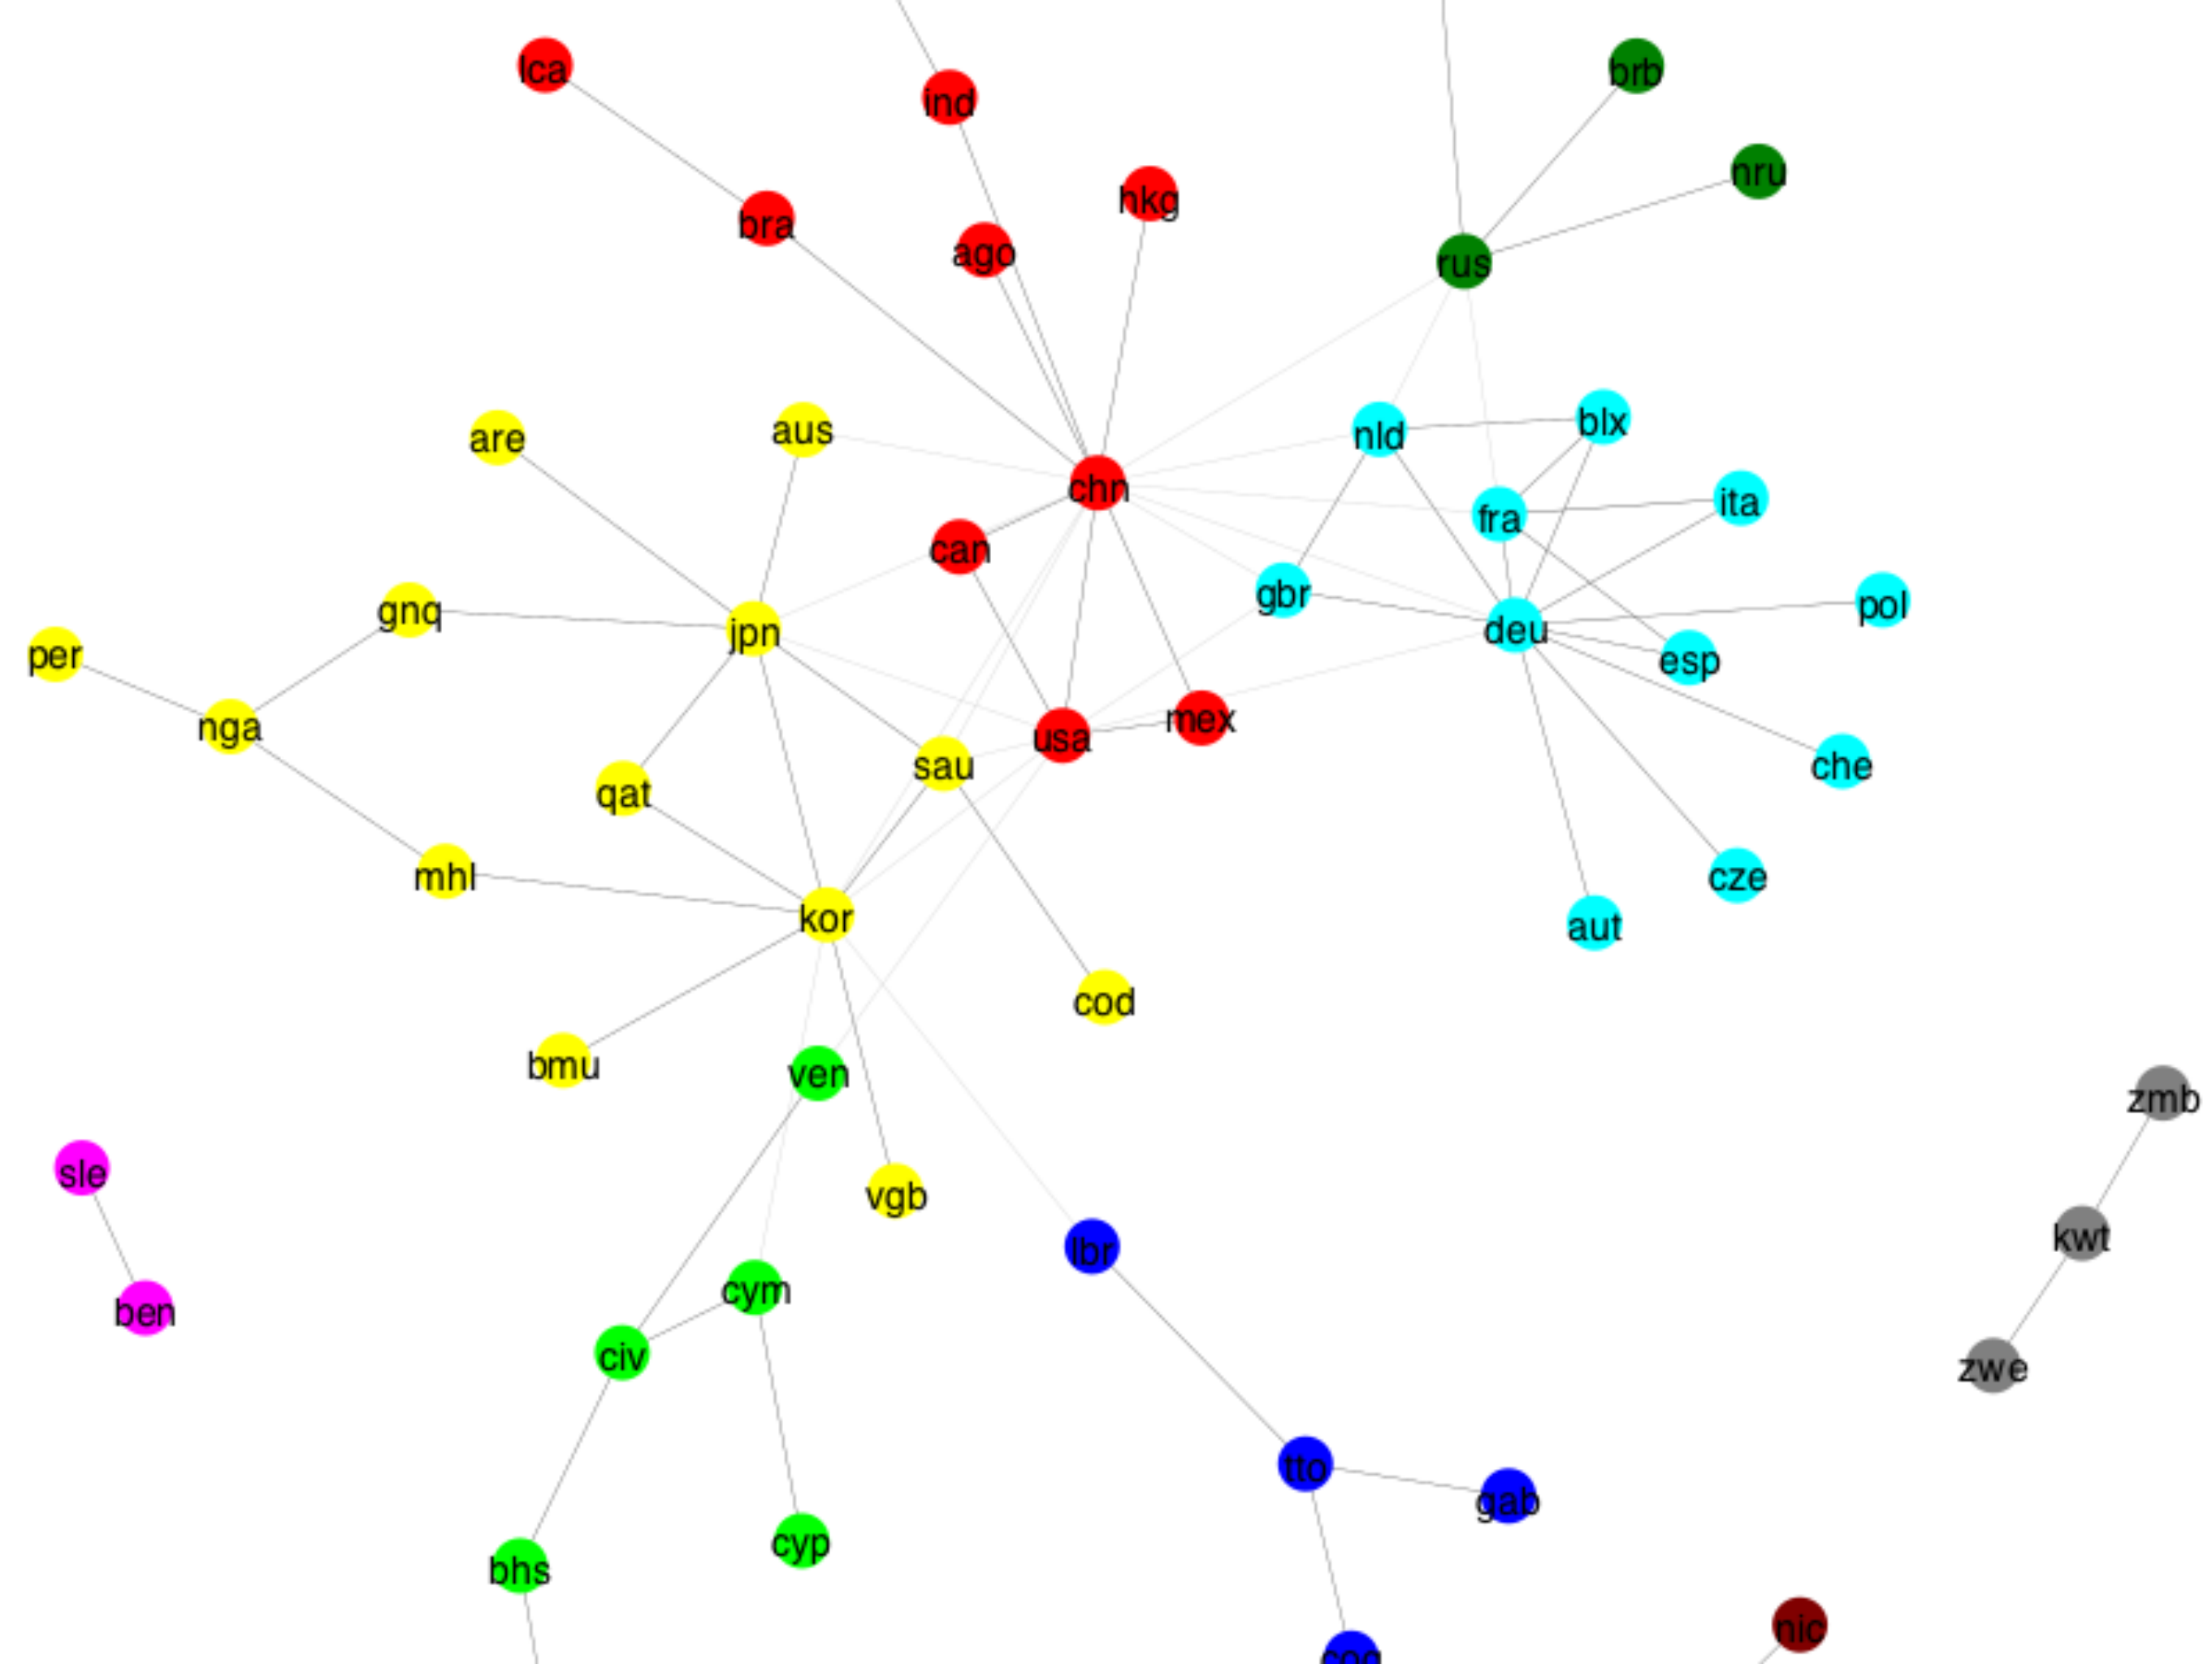 lca
brb
ind
nru
hkg
bra
ago
rus
blx
aus
nld
are
chn
ita
fra
can
gbr
pol
gnq
deu
jpn
per
esp
mex
nga
usa
sau
che
qat
mhl
cze
kor
aut
cod
bmu
ven
zmb
sle
vgb
kwt
lbr
cym
ben
civ
zwe
tto
gab
cyp
bhs
nic